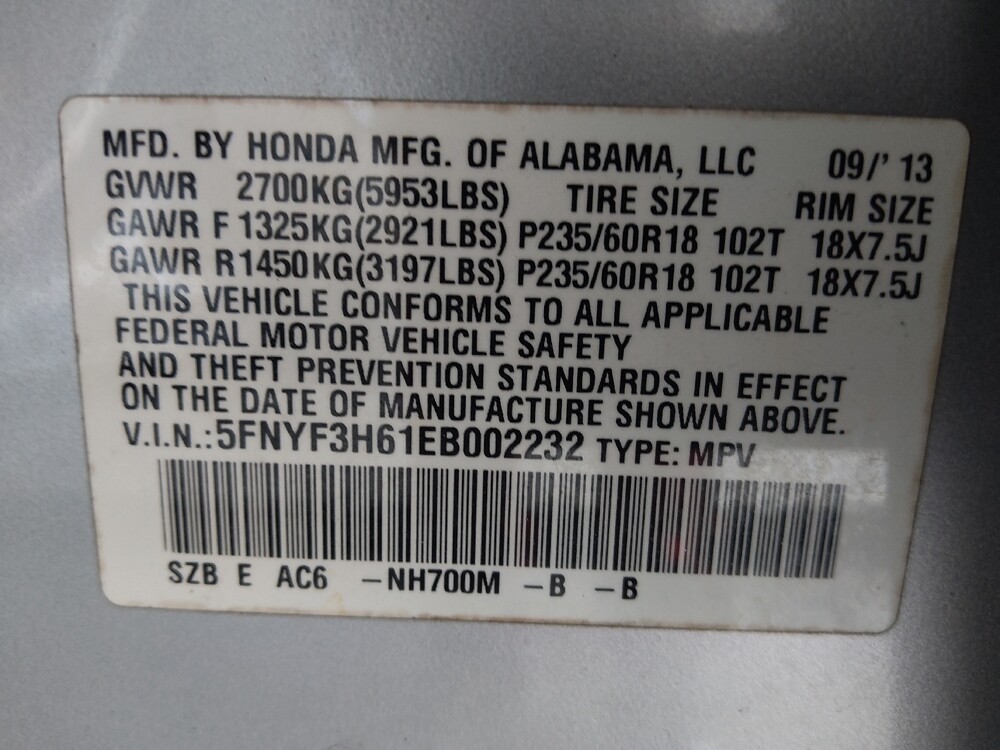 MFD. BY HONDA MFG. OF ALABAMA, LLC 09/' 13
GVWR 2700KG(5953LBS) TIRE SIZE RIM SIZE
GAWR F 1325KG(2921LBS) P235/60R18 102T 18X7.5J
GAWR R1450KG(3197LBS) P235/60R18 102T 18X7.5J
THIS VEHICLE CONFORMS TO ALL APPLICABLE
FEDERAL MOTOR VEHICLE SAFETY
AND THEFT PREVENTION STANDARDS IN EFFECT
ON THE DATE OF MANUFACTURE SHOWN ABOVE.
V.I.N.:5FNYF3H61EB002232 TYPE: MPV
SZB E AC6 –NH700M –B –B